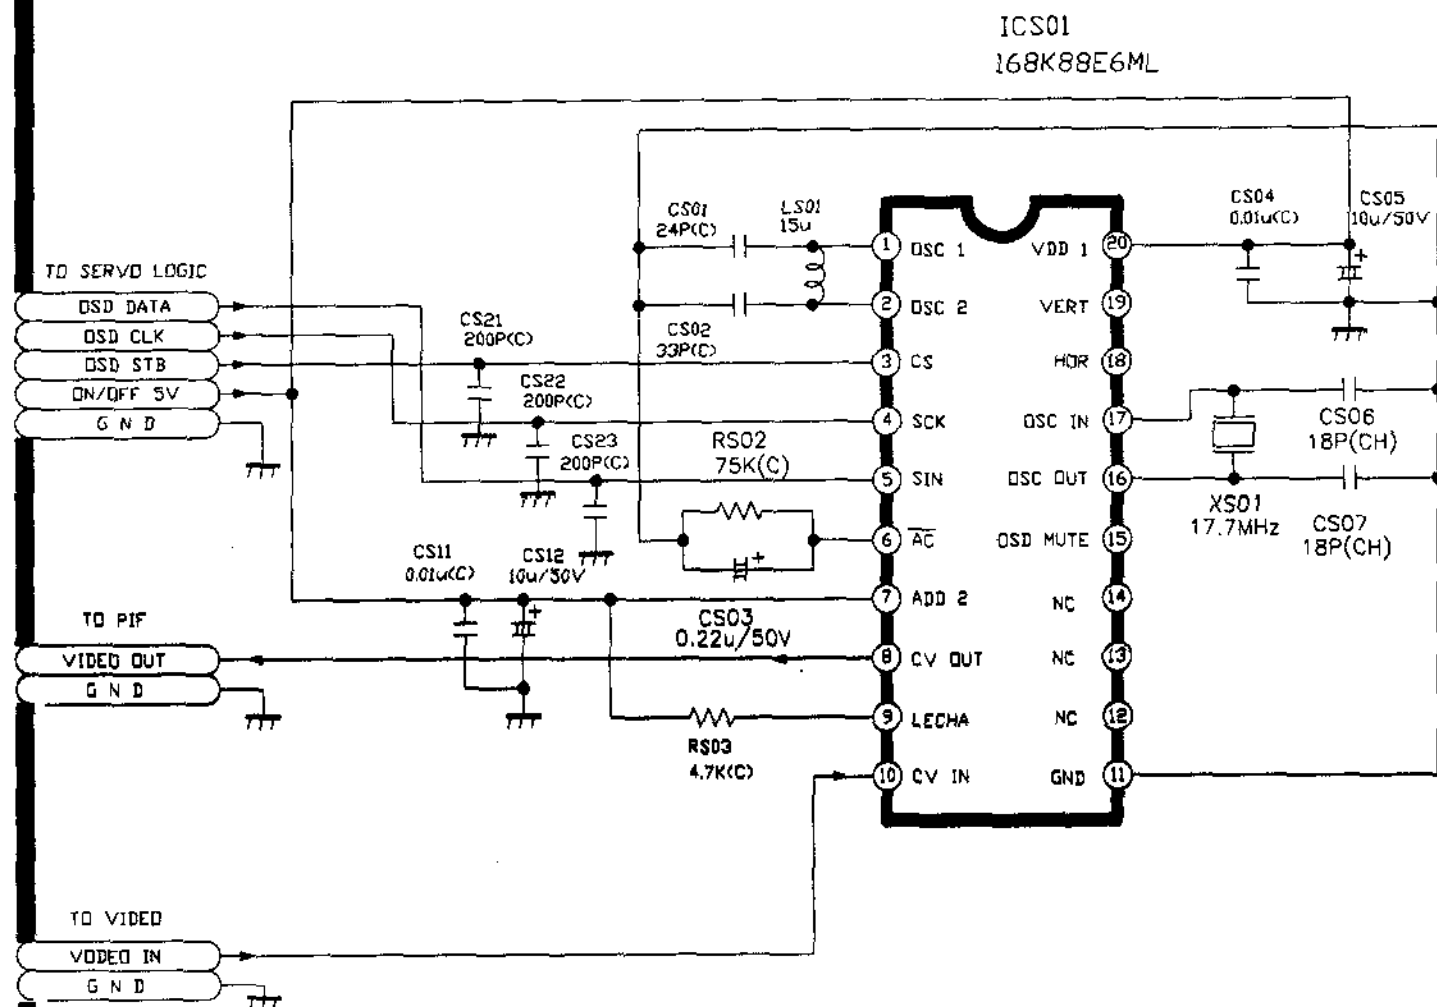 ICS01
168K88E6ML
CS04
0.01u(C)
CS05
10u/50V
CS01
24P(C)
LS01
15u
TO SERVO LOGIC
OSD DATA
OSD CLK
OSD STB
ON/OFF 5V
G N D
CS21
200P(C)
CS02
33P(C)
CS22
200P(C)
CS23
200P(C)
RS02
75K(C)
1 OSC 1
2 OSC 2
3 CS
4 SCK
5 SIN
6 AC
7 ADD 2
8 CV OUT
9 LECHA
10 CV IN
VDD 1 20
VERT 19
HOR 18
OSC IN 17
OSC OUT 16
OSD MUTE 15
NC 14
NC 13
NC 12
GND 11
CS06
18P(CH)
XS01
17.7MHz
CS07
18P(CH)
CS11
0.01u(C)
CS12
10u/50V
+
+
+
CS03
0.22u/50V
TO PIF
VIDEO OUT
G N D
RS03
4.7K(C)
TO VIDEO
VODEO IN
G N D